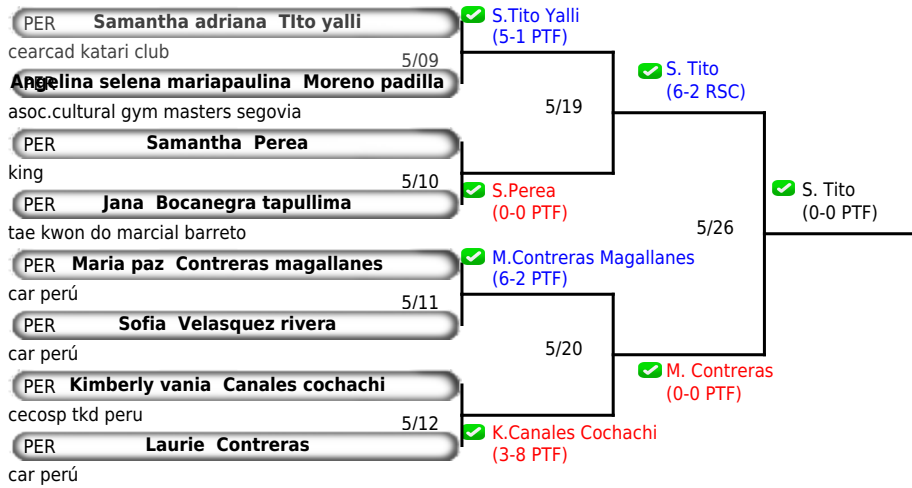 PER Samantha adriana TIto yalli
cearcad katari club
5/09
PER Angelina selena mariapaulina Moreno padilla
asoc.cultural gym masters segovia
S.Tito Yalli
(5-1 PTF)
PER Samantha Perea
king
5/10
PER Jana Bocanegra tapullima
tae kwon do marcial barreto
S.Perea
(0-0 PTF)
5/19
S. Tito
(6-2 RSC)
PER Maria paz Contreras magallanes
car perú
5/11
PER Sofia Velasquez rivera
car perú
M.Contreras Magallanes
(6-2 PTF)
PER Kimberly vania Canales cochachi
cecosp tkd peru
5/12
PER Laurie Contreras
car perú
K.Canales Cochachi
(3-8 PTF)
5/20
M. Contreras
(0-0 PTF)
5/26
S. Tito
(0-0 PTF)